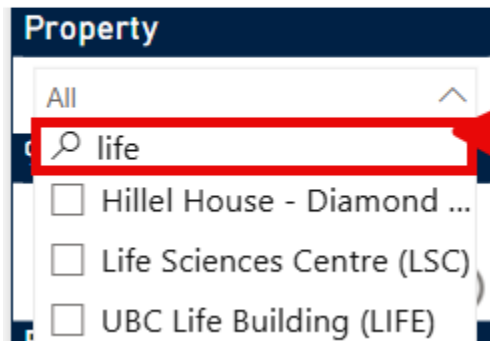 Property
All
life
Hillel House - Diamond ...
Life Sciences Centre (LSC)
UBC Life Building (LIFE)